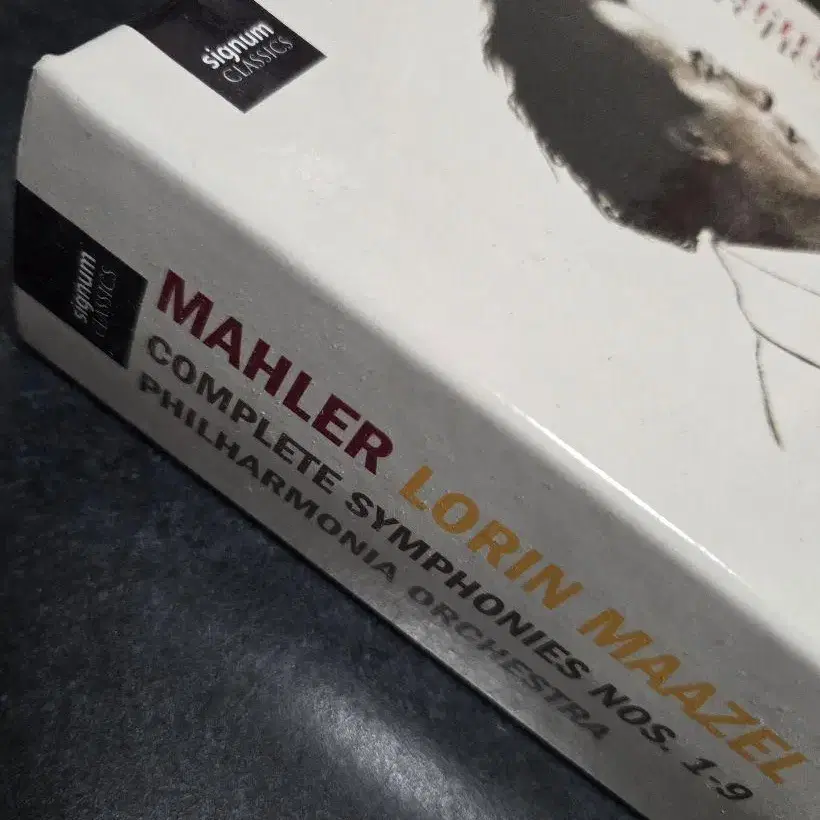 signum
CLASSICS
signum
CLASSICS
MAHLER LORIN MAAZEL
COMPLETE SYMPHONIES NOS. 1-9
PHILHARMONIA ORCHESTRA